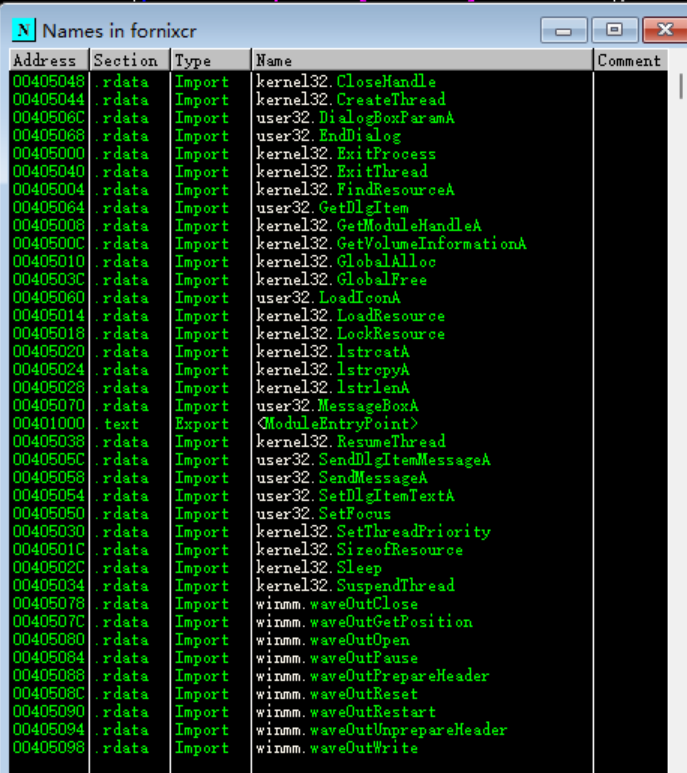 N Names in fornixcr
Address Section Type Name Comment
00405048 .rdata Import kernel32.CloseHandle
00405044 .rdata Import kernel32.CreateThread
0040506C .rdata Import user32.DialogBoxParamA
00405068 .rdata Import user32.EndDialog
00405000 .rdata Import kernel32.ExitProcess
00405040 .rdata Import kernel32.ExitThread
00405004 .rdata Import kernel32.FindResourceA
00405064 .rdata Import user32.GetDlgItem
00405008 .rdata Import kernel32.GetModuleHandleA
0040500C .rdata Import kernel32.GetVolumeInformationA
00405010 .rdata Import kernel32.GlobalAlloc
0040503C .rdata Import kernel32.GlobalFree
00405060 .rdata Import user32.LoadIconA
00405014 .rdata Import kernel32.LoadResource
00405018 .rdata Import kernel32.LockResource
00405020 .rdata Import kernel32.lstrcatA
00405024 .rdata Import kernel32.lstrcpyA
00405028 .rdata Import kernel32.lstrlenA
00405070 .rdata Import user32.MessageBoxA
00401000 .text Export <ModuleEntryPoint>
00405038 .rdata Import kernel32.ResumeThread
0040505C .rdata Import user32.SendDlgItemMessageA
00405058 .rdata Import user32.SendMessageA
00405054 .rdata Import user32.SetDlgItemTextA
00405050 .rdata Import user32.SetFocus
00405030 .rdata Import kernel32.SetThreadPriority
0040501C .rdata Import kernel32.SizeofResource
0040502C .rdata Import kernel32.Sleep
00405034 .rdata Import kernel32.SuspendThread
00405078 .rdata Import winmm.waveOutClose
0040507C .rdata Import winmm.waveOutGetPosition
00405080 .rdata Import winmm.waveOutOpen
00405084 .rdata Import winmm.waveOutPause
00405088 .rdata Import winmm.waveOutPrepareHeader
0040508C .rdata Import winmm.waveOutReset
00405090 .rdata Import winmm.waveOutRestart
00405094 .rdata Import winmm.waveOutUnprepareHeader
00405098 .rdata Import winmm.waveOutWrite